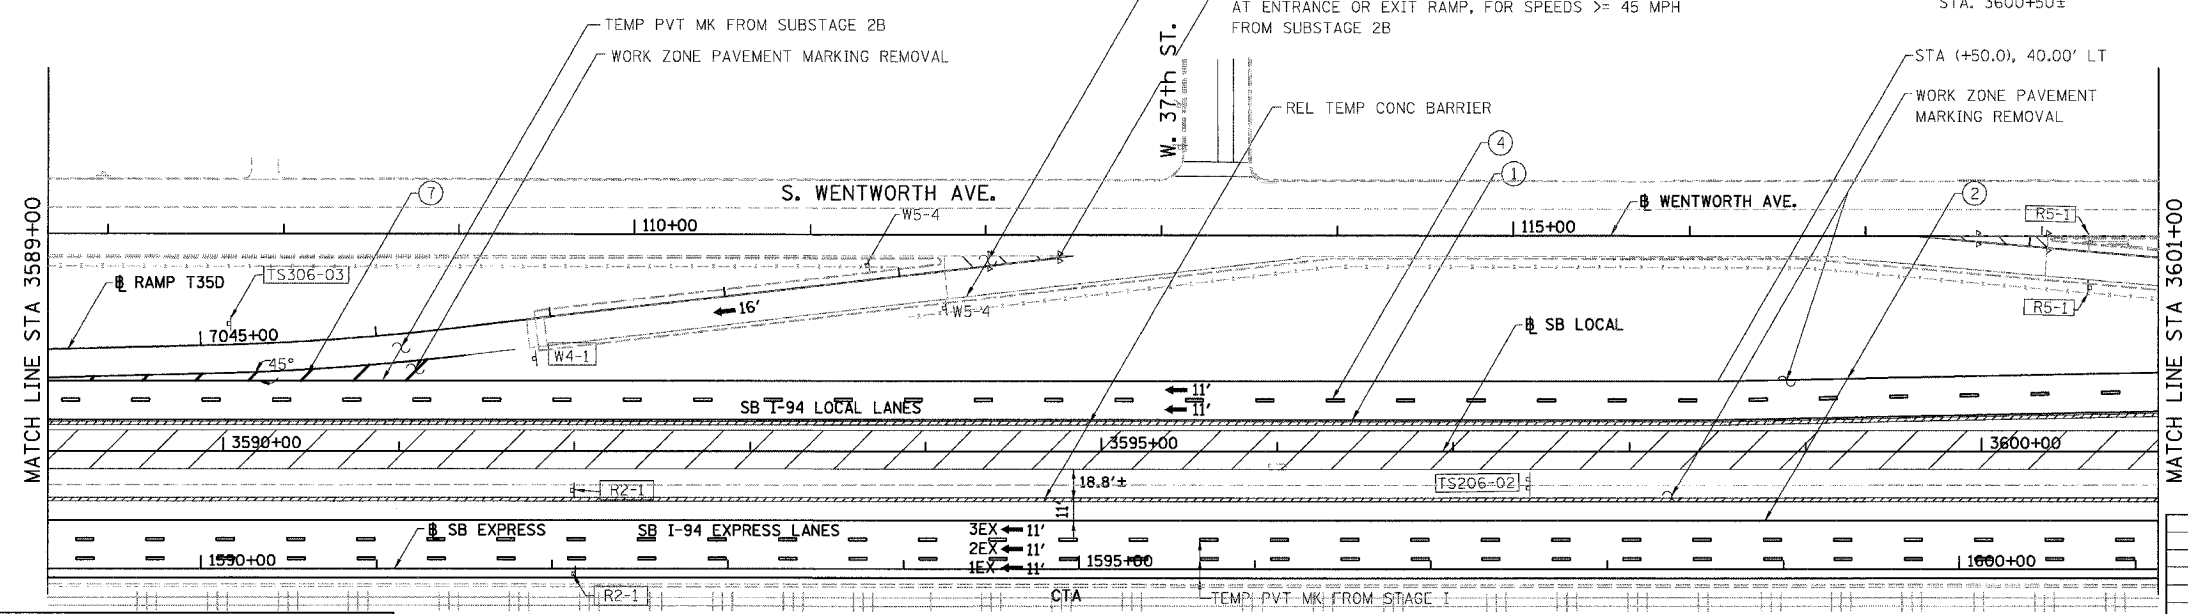 AT ENTRANCE OR EXIT RAMP, FOR SPEEDS >= 45 MPH
FROM SUBSTAGE 2B
STA. 3600+50±
TEMP PVT MK FROM SUBSTAGE 2B
WORK ZONE PAVEMENT MARKING REMOVAL
W. 37th ST.
STA (+50.0), 40.00' LT
WORK ZONE PAVEMENT
MARKING REMOVAL
REL TEMP CONC BARRIER
4
1
7
2
S. WENTWORTH AVE.
W5-4
℄ WENTWORTH AVE.
R5-1
110+00
115+00
MATCH LINE STA 3589+00
MATCH LINE STA 3601+00
TS306-03
℄ RAMP T35D
16'
W5-4
R5-1
7045+00
℄ SB LOCAL
W4-1
45°
11'
SB I-94 LOCAL LANES
11'
3590+00
3595+00
3600+00
18.8'±
R2-1
TS206-02
11'
℄ SB EXPRESS
SB I-94 EXPRESS LANES
3EX 11'
2EX 11'
1EX 11'
1590+00
1595+00
1600+00
R2-1
CTA
TEMP PVT MK FROM STAGE I